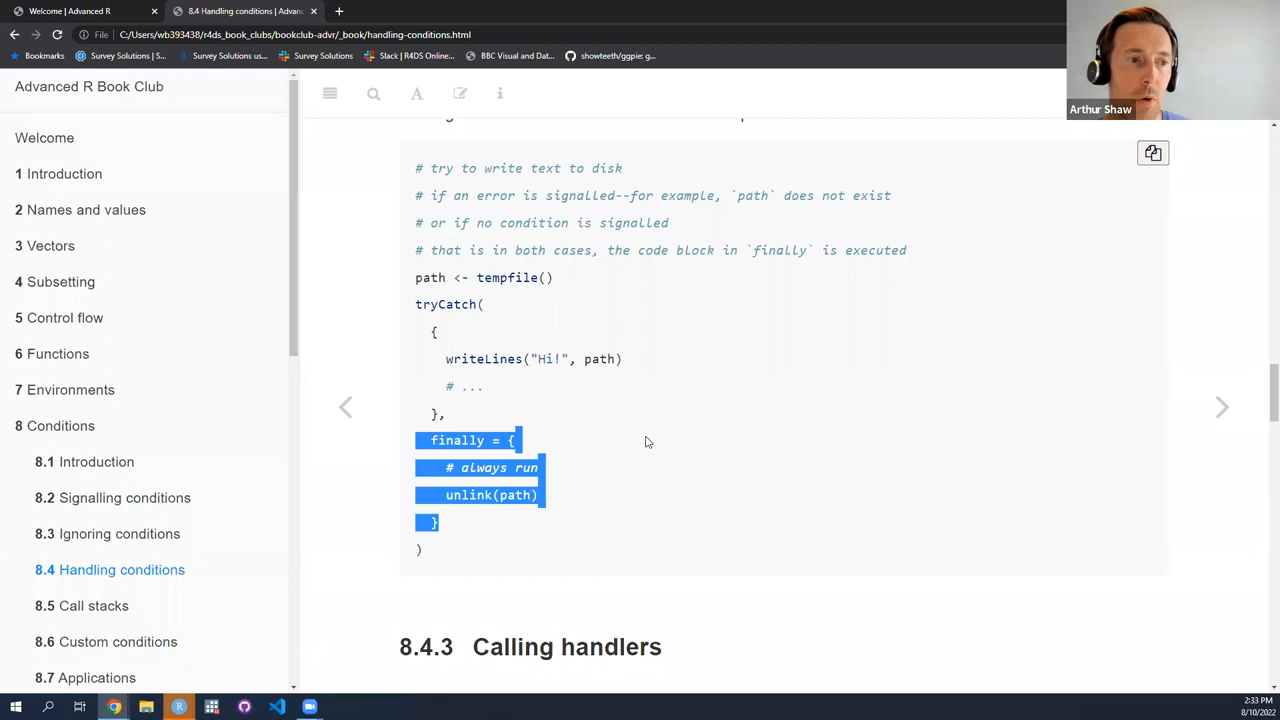 Welcome | Advanced R
8.4 Handling conditions | Advanc
File
C:/Users/wb393438/r4ds_book_clubs/bookclub-advr/_book/handling-conditions.html
Bookmarks
Survey Solutions | S...
Survey Solutions us...
Survey Solutions
Slack | R4DS Online...
BBC Visual and Dat...
showteeth/ggpie: g...
Arthur Shaw
Advanced R Book Club
Welcome
1 Introduction
2 Names and values
3 Vectors
4 Subsetting
5 Control flow
6 Functions
7 Environments
8 Conditions
8.1 Introduction
8.2 Signalling conditions
8.3 Ignoring conditions
8.4 Handling conditions
8.5 Call stacks
8.6 Custom conditions
8.7 Applications
# try to write text to disk
# if an error is signalled--for example, `path` does not exist
# or if no condition is signalled
# that is in both cases, the code block in `finally` is executed
path <- tempfile()
tryCatch(
{
writeLines("Hi!", path)
# ...
},
finally = {
# always run
unlink(path)
}
)
8.4.3 Calling handlers
2:33 PM
8/10/2022